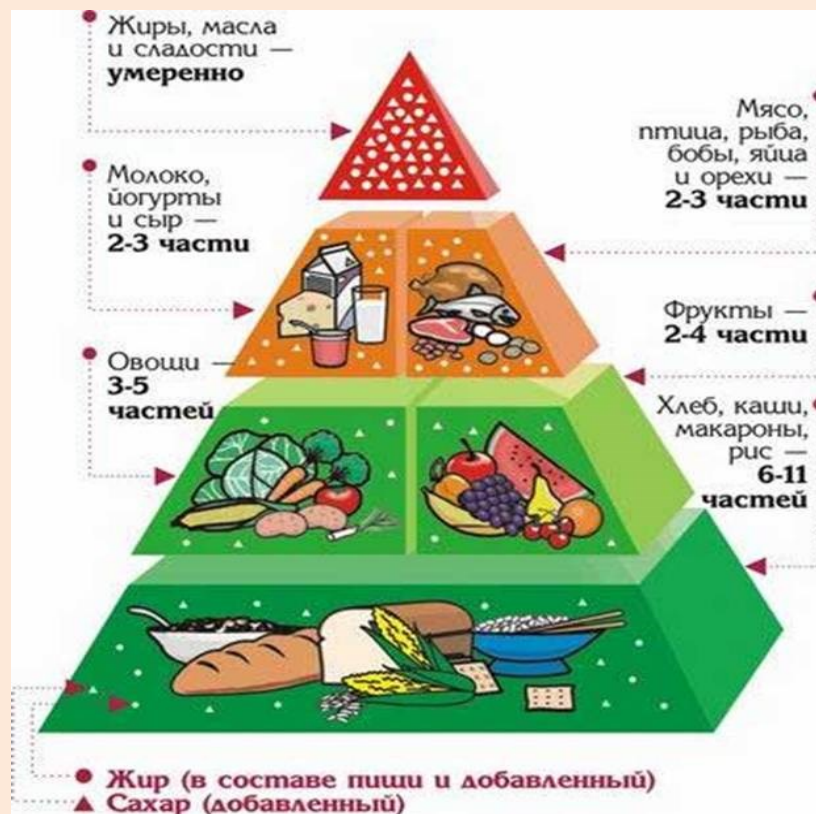 Жиры, масла
и сладости —
умеренно
Мясо,
птица, рыба,
бобы, яйца
и орехи —
2-3 части
Молоко,
йогурты
и сыр —
2-3 части
Фрукты —
2-4 части
Овощи —
3-5
частей
Хлеб, каши,
макароны,
рис —
6-11
частей
Жир (в составе пищи и добавленный)
Сахар (добавленный)